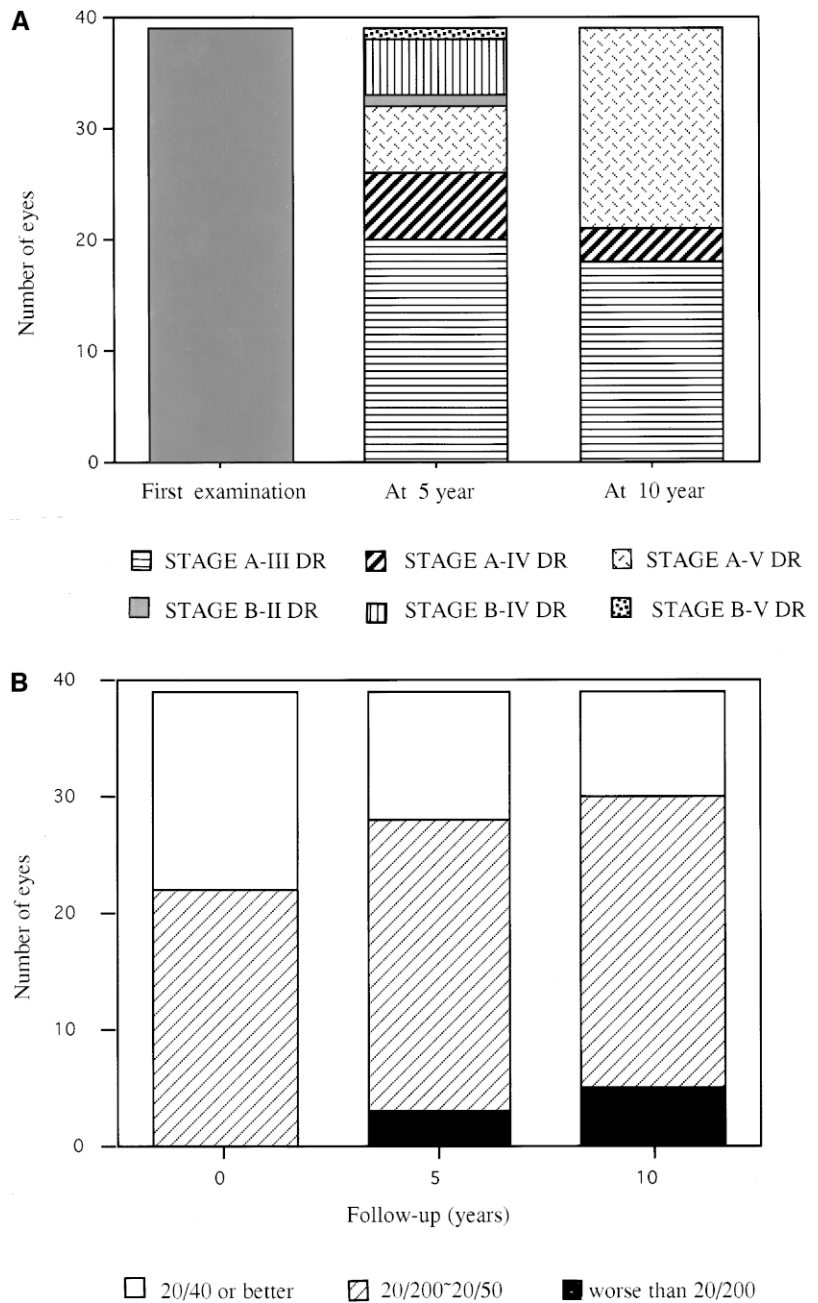 A
40
30
20
10
0
Number of eyes
First examination At 5 year At 10 year
STAGE A-III DR STAGE A-IV DR STAGE A-V DR
STAGE B-II DR STAGE B-IV DR STAGE B-V DR
B
40
30
20
10
0
Number of eyes
0 5 10
Follow-up (years)
20/40 or better 20/200~20/50 worse than 20/200